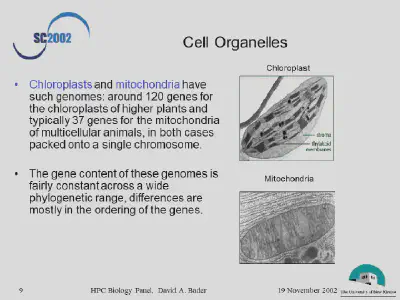 SC2002
Cell Organelles
• Chloroplasts and mitochondria have
such genomes: around 120 genes for
the chloroplasts of higher plants and
typically 37 genes for the mitochondria
of multicellular animals, in both cases
packed onto a single chromosome.
• The gene content of these genomes is
fairly constant across a wide
phylogenetic range, differences are
mostly in the ordering of the genes.
Chloroplast
stroma
thylakoid
membranes
Mitochondria
9 HPC Biology Panel, David A. Bader 19 November 2002
The University of New Mexico